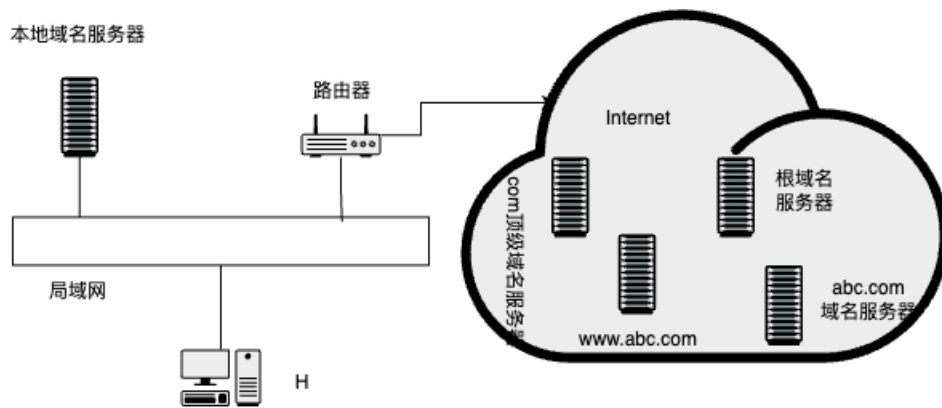 本地域名服务器
路由器
Internet
com顶级域名服务器
根域名
服务器
局域网
abc.com
域名服务器
www.abc.com
H